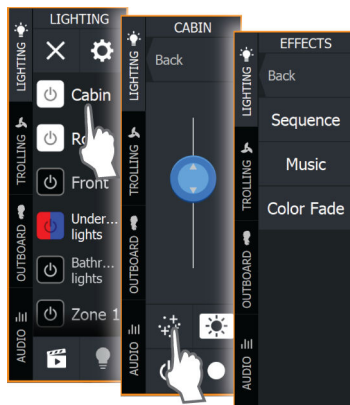 LIGHTING
LIGHTING
TROLLING
OUTBOARD
AUDIO
Cabin
Front
Under...
lights
Bathr...
lights
Zone 1
CABIN
LIGHTING
TROLLING
OUTBOARD
AUDIO
Back
EFFECTS
LIGHTING
TROLLING
OUTBOARD
AUDIO
Back
Sequence
Music
Color Fade